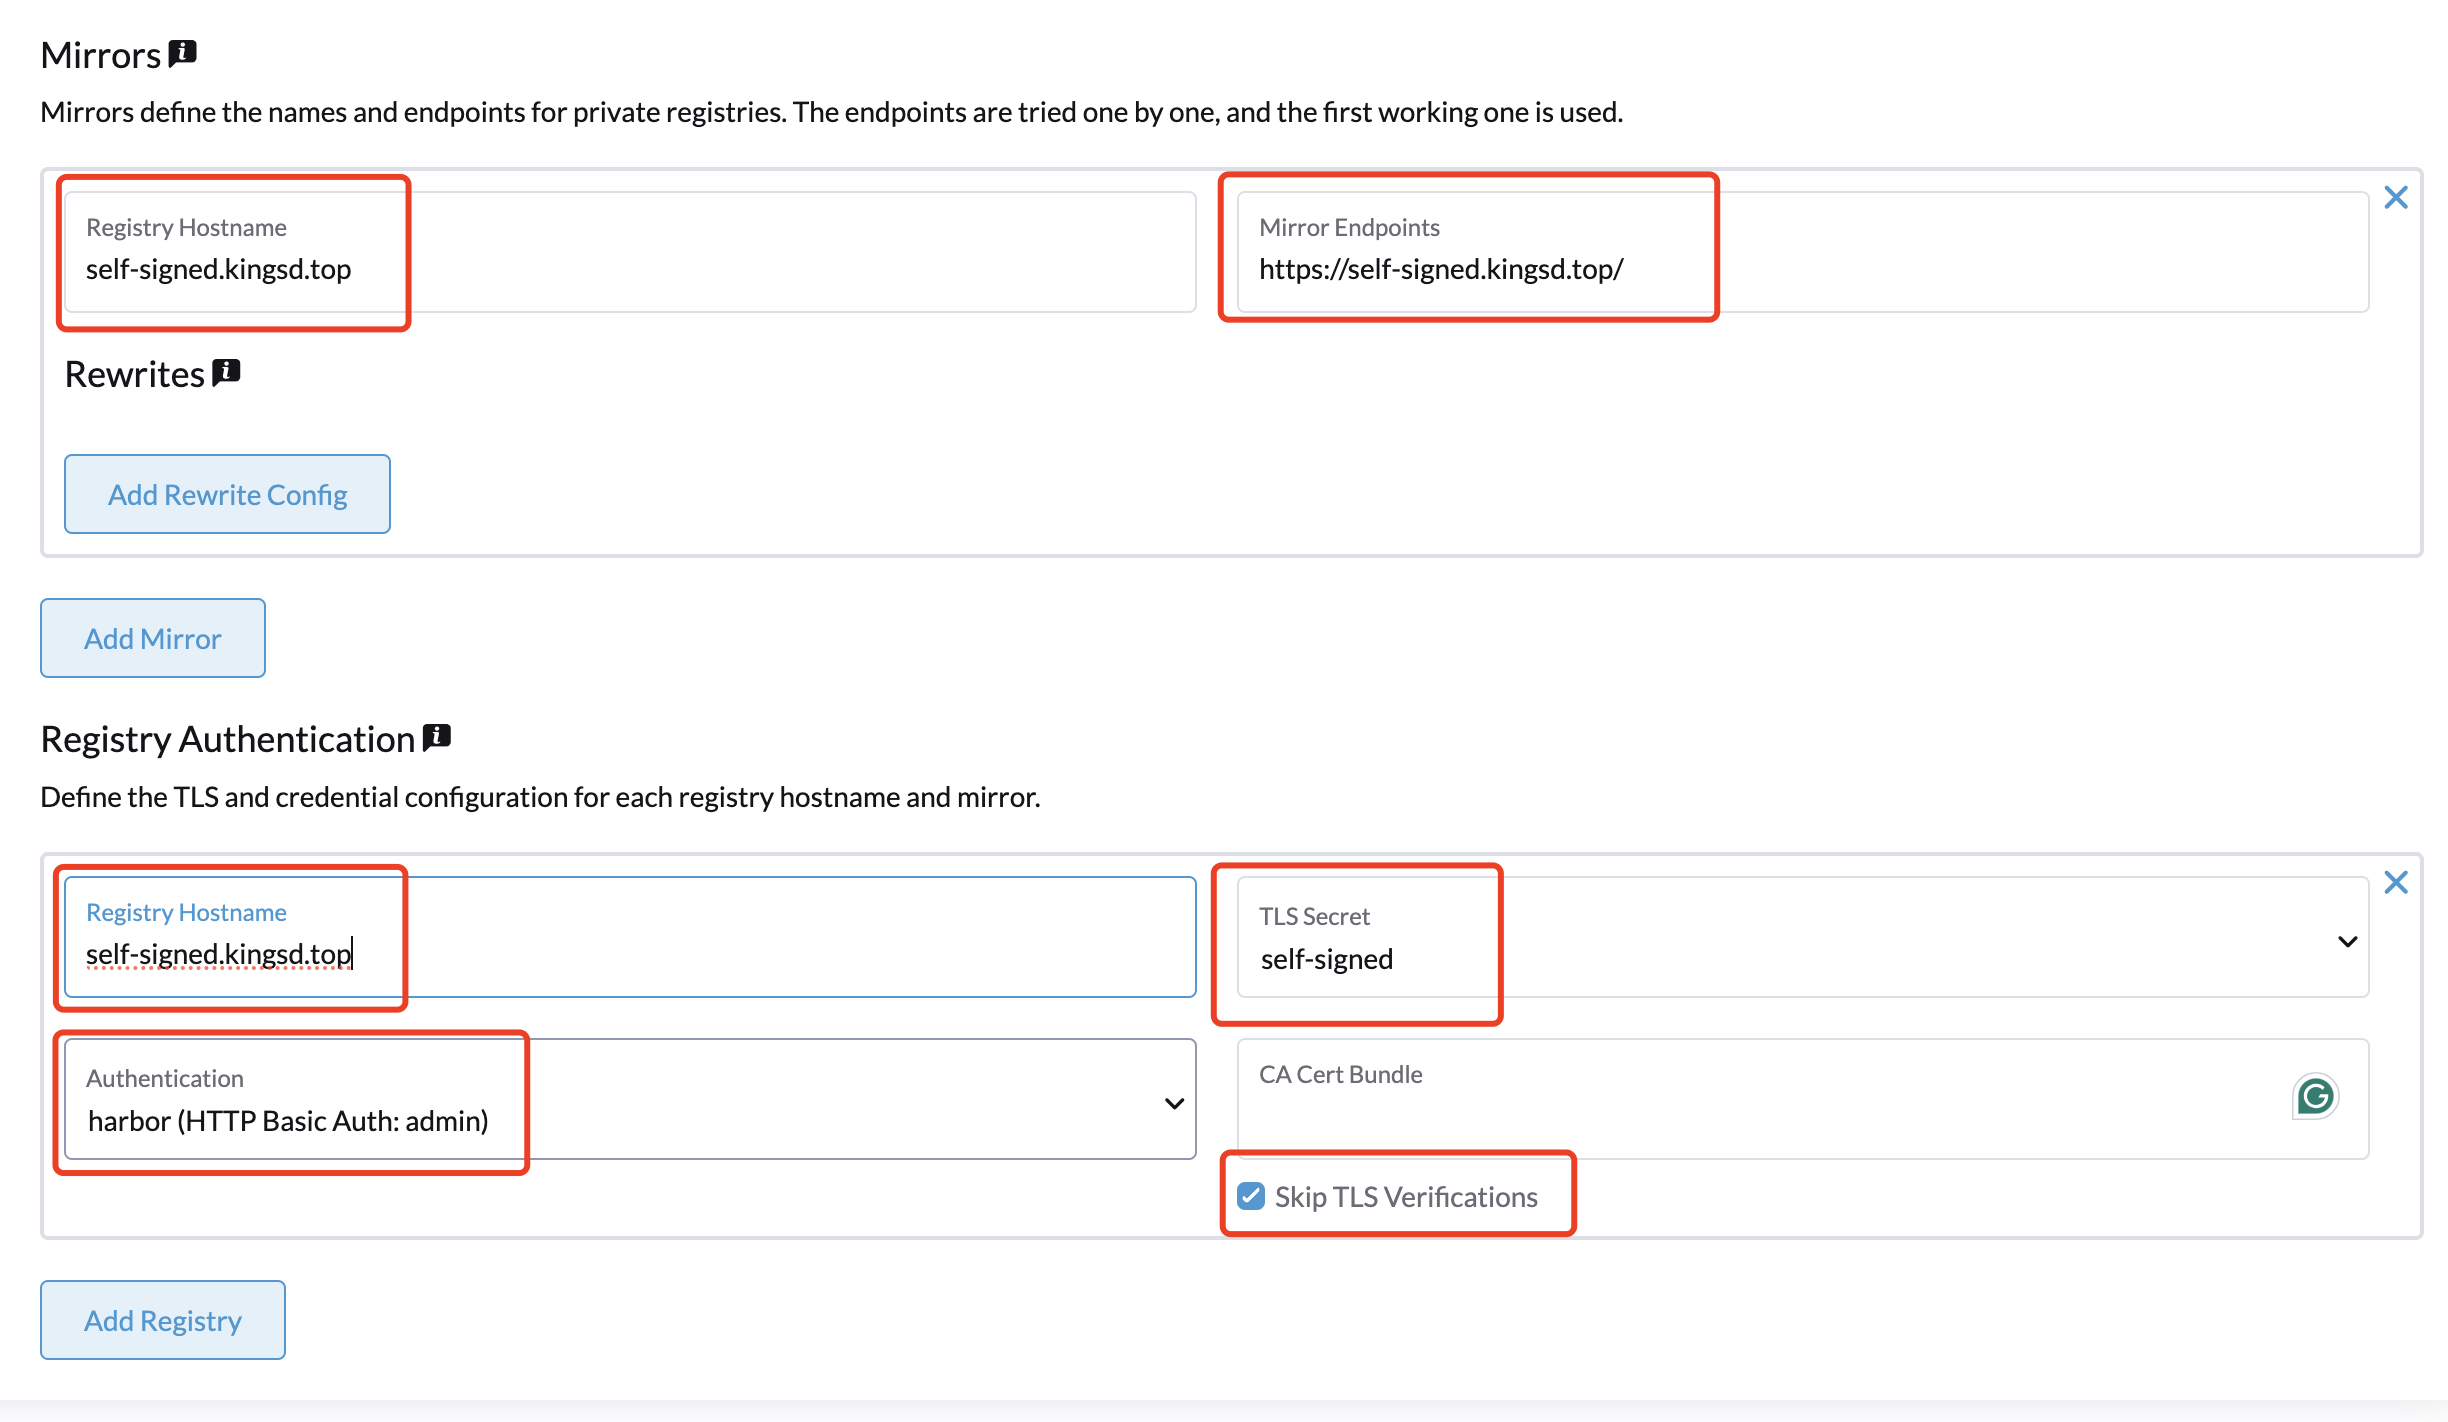 Mirrors
Mirrors define the names and endpoints for private registries. The endpoints are tried one by one, and the first working one is used.
Registry Hostname
self-signed.kingsd.top
Mirror Endpoints
https://self-signed.kingsd.top/
Rewrites
Add Rewrite Config
Add Mirror
Registry Authentication
Define the TLS and credential configuration for each registry hostname and mirror.
Registry Hostname
self-signed.kingsd.top
TLS Secret
self-signed
Authentication
harbor (HTTP Basic Auth: admin)
CA Cert Bundle
Skip TLS Verifications
Add Registry